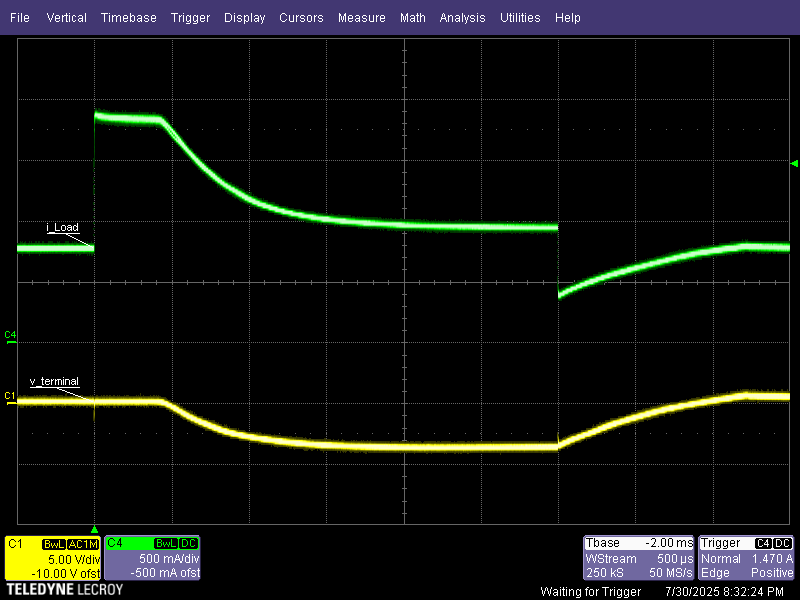 File Vertical Timebase Trigger Display Cursors Measure Math Analysis Utilities Help
i_Load
C4
v_terminal
C1
C1 BwL AC1M
5.00 V/div
-10.00 V ofst
C4 BwL DC
500 mA/div
-500 mA ofst
Tbase -2.00 ms
WStream 500 µs
250 kS 50 MS/s
Trigger C4 DC
Normal 1.470 A
Edge Positive
TELEDYNE LECROY
Waiting for Trigger 7/30/2025 8:32:24 PM